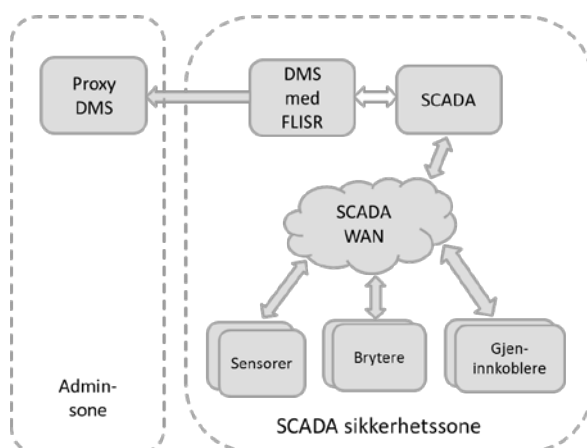 Proxy
DMS
DMS
med
FLISR
SCADA
SCADA
WAN
Sensorer
Brytere
Gjen-
innkoblere
Admin-
sone
SCADA sikkerhetssone